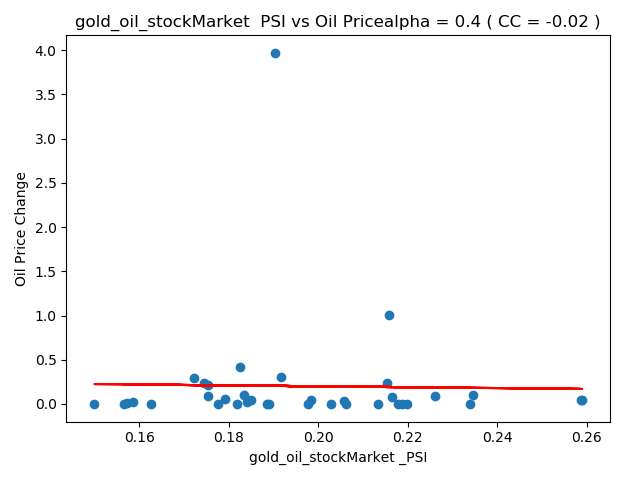 gold_oil_stockMarket  PSI vs Oil Pricealpha = 0.4 ( CC = -0.02 )
4.0
3.5
3.0
2.5
2.0
1.5
1.0
0.5
0.0
Oil Price Change
0.16 0.18 0.20 0.22 0.24 0.26
gold_oil_stockMarket _PSI